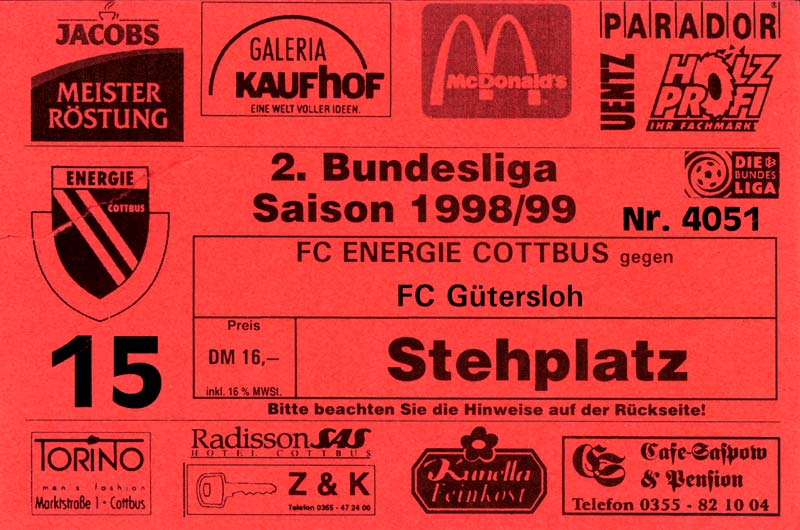 JACOBS
MEISTER
RÖSTUNG
GALERIA
KAUFHOF
EINE WELT VOLLER IDEEN.
McDonald's
PARADOR
UENTZ
HOLZ
PROFI
IHR FACHMARKT
ENERGIE
COTTBUS
2. Bundesliga
Saison 1998/99
DIE
BUNDES
LIGA
Nr. 4051
FC ENERGIE COTTBUS gegen
FC Gütersloh
15
Preis
DM 16,–
inkl. 16 % MWSt.
Stehplatz
Bitte beachten Sie die Hinweise auf der Rückseite!
TORINO
men's fashion
Marktstraße 1 · Cottbus
Radisson SAS
HOTEL COTTBUS
Z & K
Telefon 0355 - 47 24 00
Kunella
Feinkost
Cafe-Saspow
& Pension
Telefon 0355 - 82 10 04